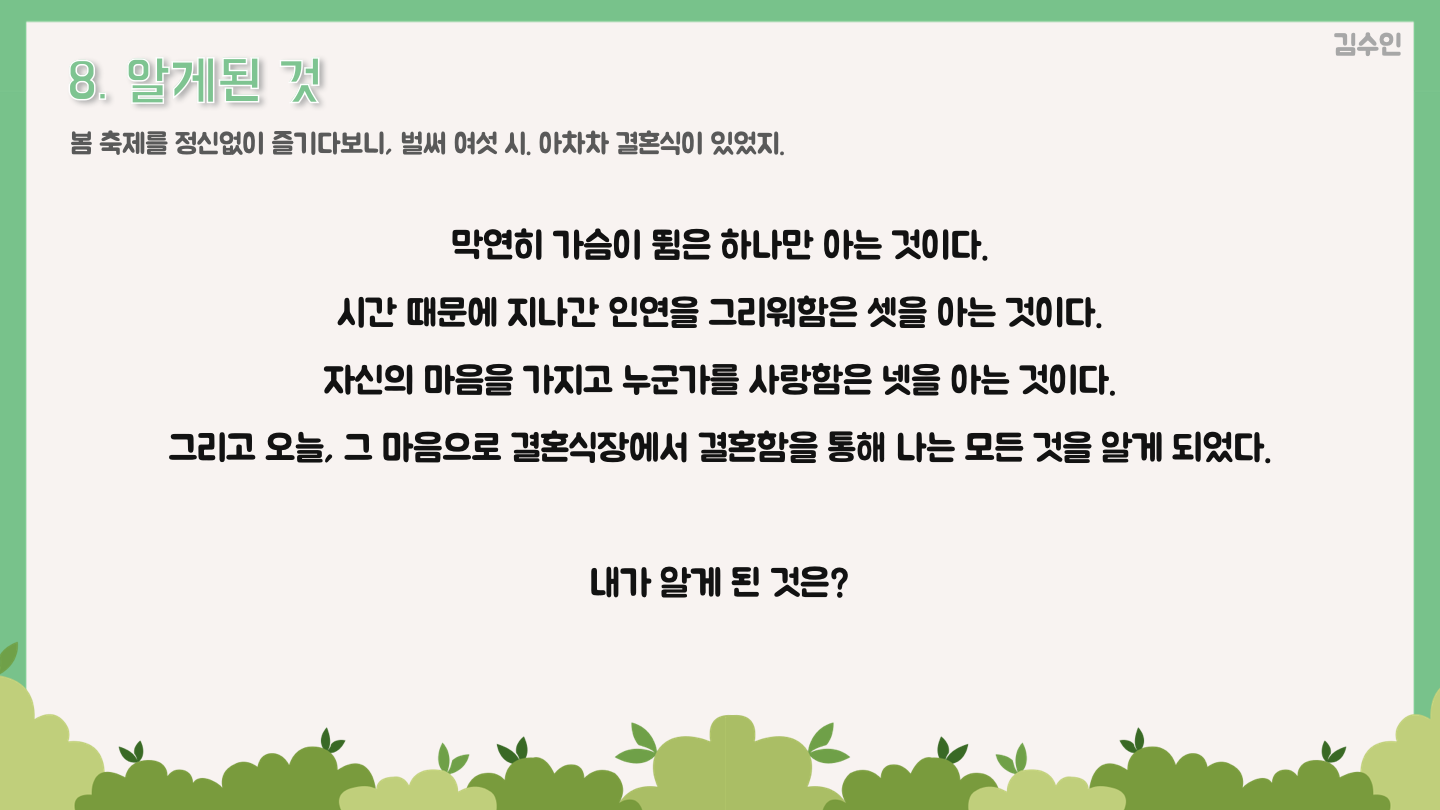 김수인
8. 알게된 것
봄 축제를 정신없이 즐기다보니, 벌써 여섯 시. 아차차 결혼식이 있었지.
막연히 가슴이 뜀은 하나만 아는 것이다.
시간 때문에 지나간 인연을 그리워함은 셋을 아는 것이다.
자신의 마음을 가지고 누군가를 사랑함은 넷을 아는 것이다.
그리고 오늘, 그 마음으로 결혼식장에서 결혼함을 통해 나는 모든 것을 알게 되었다.
내가 알게 된 것은?